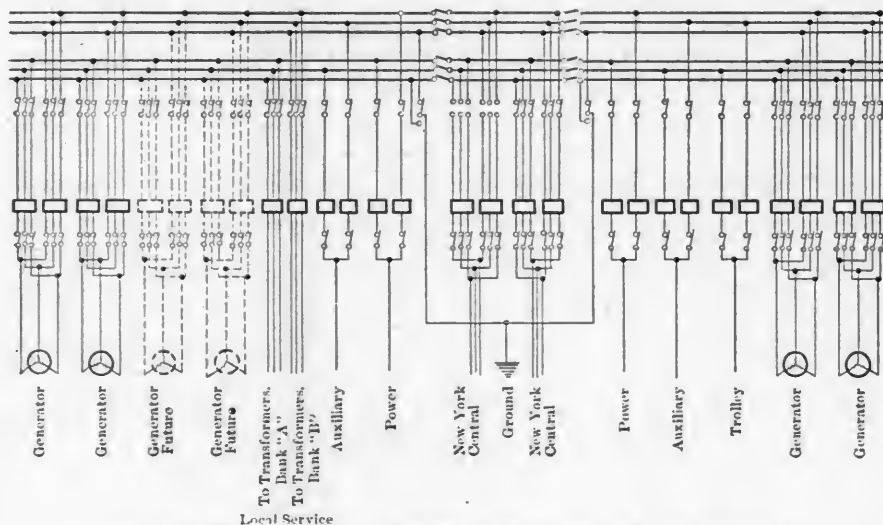 Generator
Generator
Generator
Future
Generator
Future
To Transformers,
Bank "A"
To Transformers,
Bank "B"
Local Service
Auxiliary
Power
New York
Central
Ground
New York
Central
Power
Auxiliary
Trolley
Generator
Generator